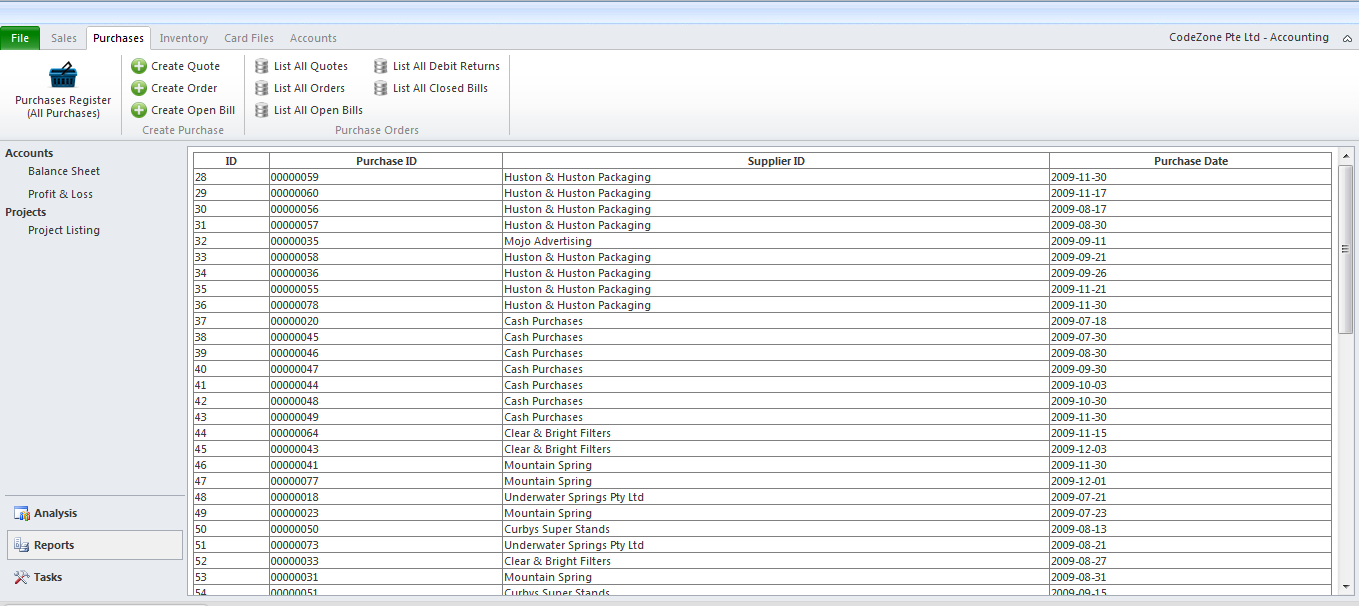 File Sales Purchases Inventory Card Files Accounts CodeZone Pte Ltd - Accounting
Purchases Register
(All Purchases)
Create Quote
Create Order
Create Open Bill
Create Purchase
List All Quotes List All Debit Returns
List All Orders List All Closed Bills
List All Open Bills
Purchase Orders
Accounts
Balance Sheet
Profit & Loss
Projects
Project Listing
Analysis
Reports
Tasks
ID Purchase ID Supplier ID Purchase Date
28 00000059 Huston & Huston Packaging 2009-11-30
29 00000060 Huston & Huston Packaging 2009-11-17
30 00000056 Huston & Huston Packaging 2009-08-17
31 00000057 Huston & Huston Packaging 2009-08-30
32 00000035 Mojo Advertising 2009-09-11
33 00000058 Huston & Huston Packaging 2009-09-21
34 00000036 Huston & Huston Packaging 2009-09-26
35 00000055 Huston & Huston Packaging 2009-11-21
36 00000078 Huston & Huston Packaging 2009-11-30
37 00000020 Cash Purchases 2009-07-18
38 00000045 Cash Purchases 2009-07-30
39 00000046 Cash Purchases 2009-08-30
40 00000047 Cash Purchases 2009-09-30
41 00000044 Cash Purchases 2009-10-03
42 00000048 Cash Purchases 2009-10-30
43 00000049 Cash Purchases 2009-11-30
44 00000064 Clear & Bright Filters 2009-11-15
45 00000043 Clear & Bright Filters 2009-12-03
46 00000041 Mountain Spring 2009-11-30
47 00000077 Mountain Spring 2009-12-01
48 00000018 Underwater Springs Pty Ltd 2009-07-21
49 00000023 Mountain Spring 2009-07-23
50 00000050 Curbys Super Stands 2009-08-13
51 00000073 Underwater Springs Pty Ltd 2009-08-21
52 00000033 Clear & Bright Filters 2009-08-27
53 00000031 Mountain Spring 2009-08-31
54 00000051 Curbys Super Stands 2009-09-15